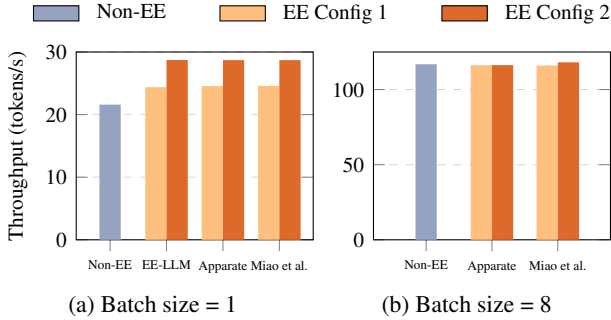 Non-EE EE Config 1 EE Config 2
Throughput (tokens/s)
30
20
10
0
Non-EE EE-LLM Apparate Miao et al.
(a) Batch size = 1
100
50
0
Non-EE Apparate Miao et al.
(b) Batch size = 8